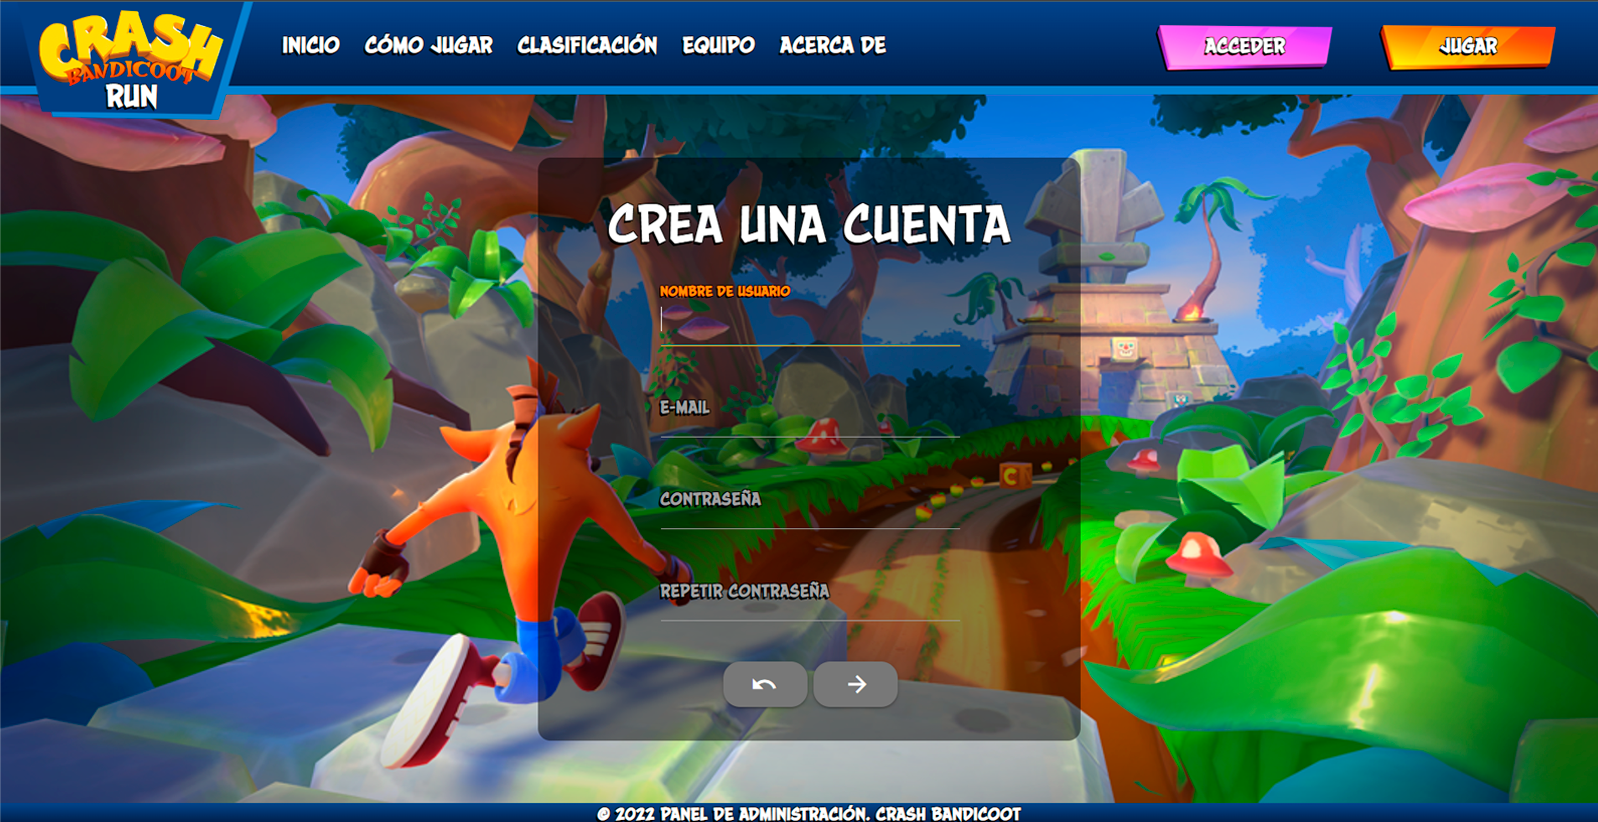 CRASH
BANDICOOT
RUN
INICIO CÓMO JUGAR CLASIFICACIÓN EQUIPO ACERCA DE
ACCEDER
JUGAR
CREA UNA CUENTA
NOMBRE DE USUARIO
E-MAIL
CONTRASEÑA
REPETIR CONTRASEÑA
C
© 2022 PANEL DE ADMINISTRACIÓN. CRASH BANDICOOT